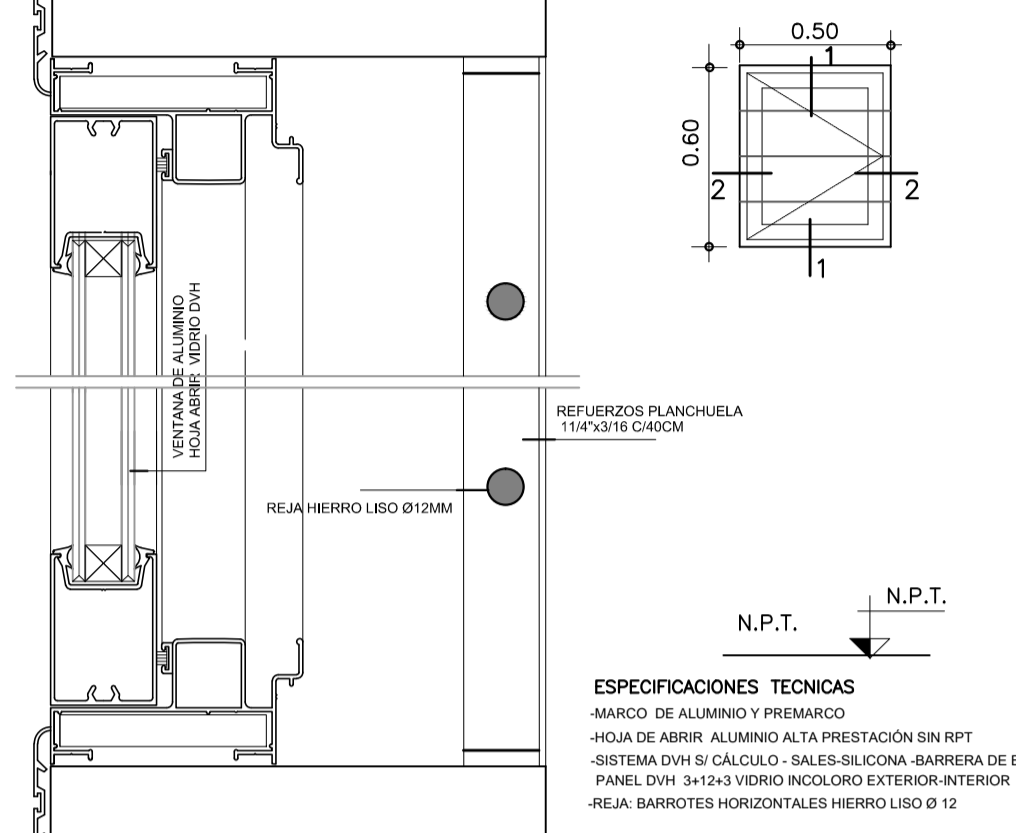 0.50
1
0.60
2
2
1
VENTANA DE ALUMINIO
HOJA ABRIR VIDRIO DVH
REFUERZOS PLANCHUELA
11/4"x3/16 C/40CM
REJA HIERRO LISO Ø12MM
N.P.T.
N.P.T.
ESPECIFICACIONES TECNICAS
-MARCO DE ALUMINIO Y PREMARCO
-HOJA DE ABRIR ALUMINIO ALTA PRESTACIÓN SIN RPT
-SISTEMA DVH S/ CÁLCULO - SALES-SILICONA -BARRERA DE
PANEL DVH 3+12+3 VIDRIO INCOLORO EXTERIOR-INTERIOR
-REJA: BARROTES HORIZONTALES HIERRO LISO Ø 12